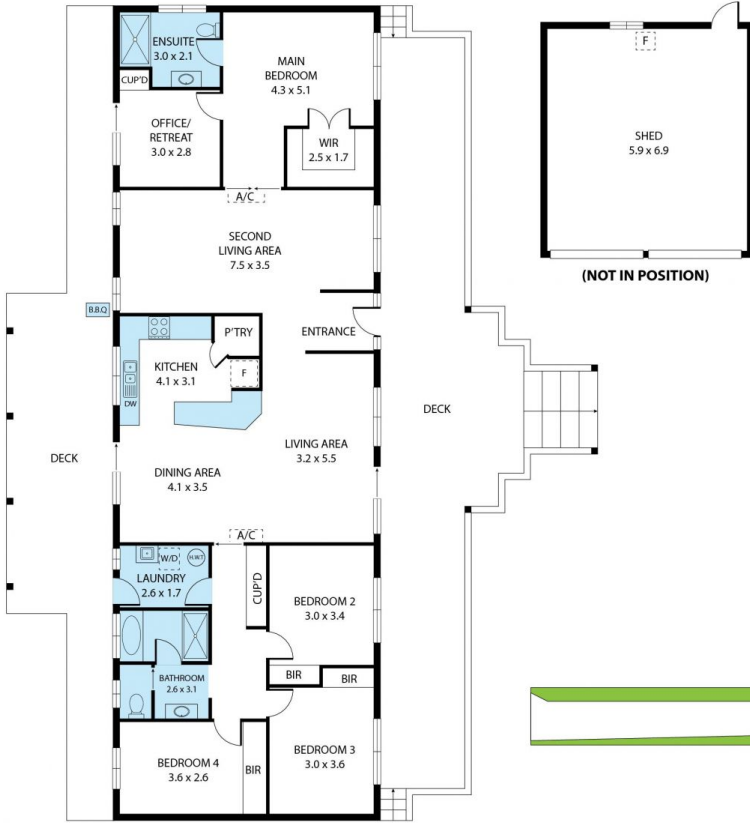 ENSUITE
3.0 x 2.1
CUP'D
MAIN
BEDROOM
4.3 x 5.1
OFFICE/
RETREAT
3.0 x 2.8
WIR
2.5 x 1.7
A/C
SECOND
LIVING AREA
7.5 x 3.5
B.B.Q
ENTRANCE
P'TRY
KITCHEN
4.1 x 3.1
F
DW
LIVING AREA
3.2 x 5.5
DINING AREA
4.1 x 3.5
DECK
DECK
A/C
W/D
H.W.T
LAUNDRY
2.6 x 1.7
CUP'D
BEDROOM 2
3.0 x 3.4
BIR
BIR
BATHROOM
2.6 x 3.1
BEDROOM 3
3.0 x 3.6
BEDROOM 4
3.6 x 2.6
BIR
F
SHED
5.9 x 6.9
(NOT IN POSITION)